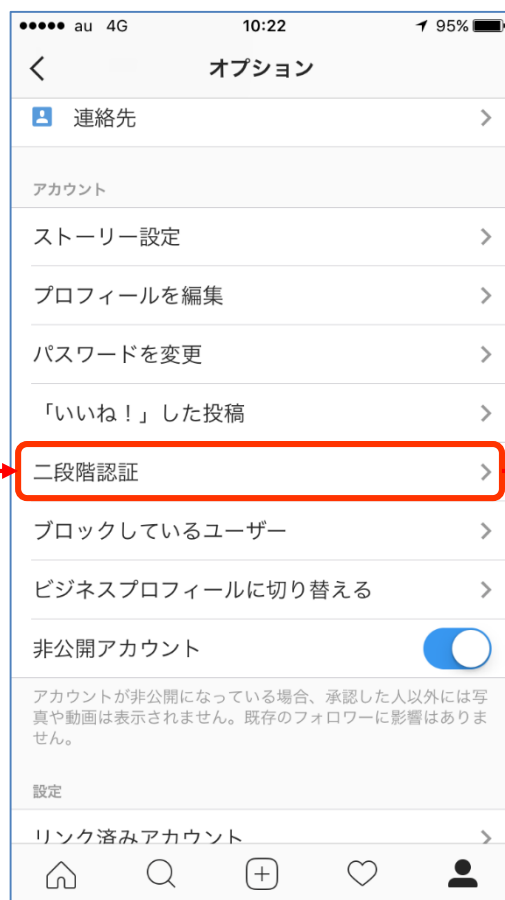 au 4G 10:22 95%
オプション
連絡先
アカウント
ストーリー設定
プロフィールを編集
パスワードを変更
「いいね！」した投稿
二段階認証
ブロックしているユーザー
ビジネスプロフィールに切り替える
非公開アカウント
アカウントが非公開になっている場合、承認した人以外には写
真や動画は表示されません。既存のフォロワーに影響はありま
せん。
設定
リンク済みアカウント